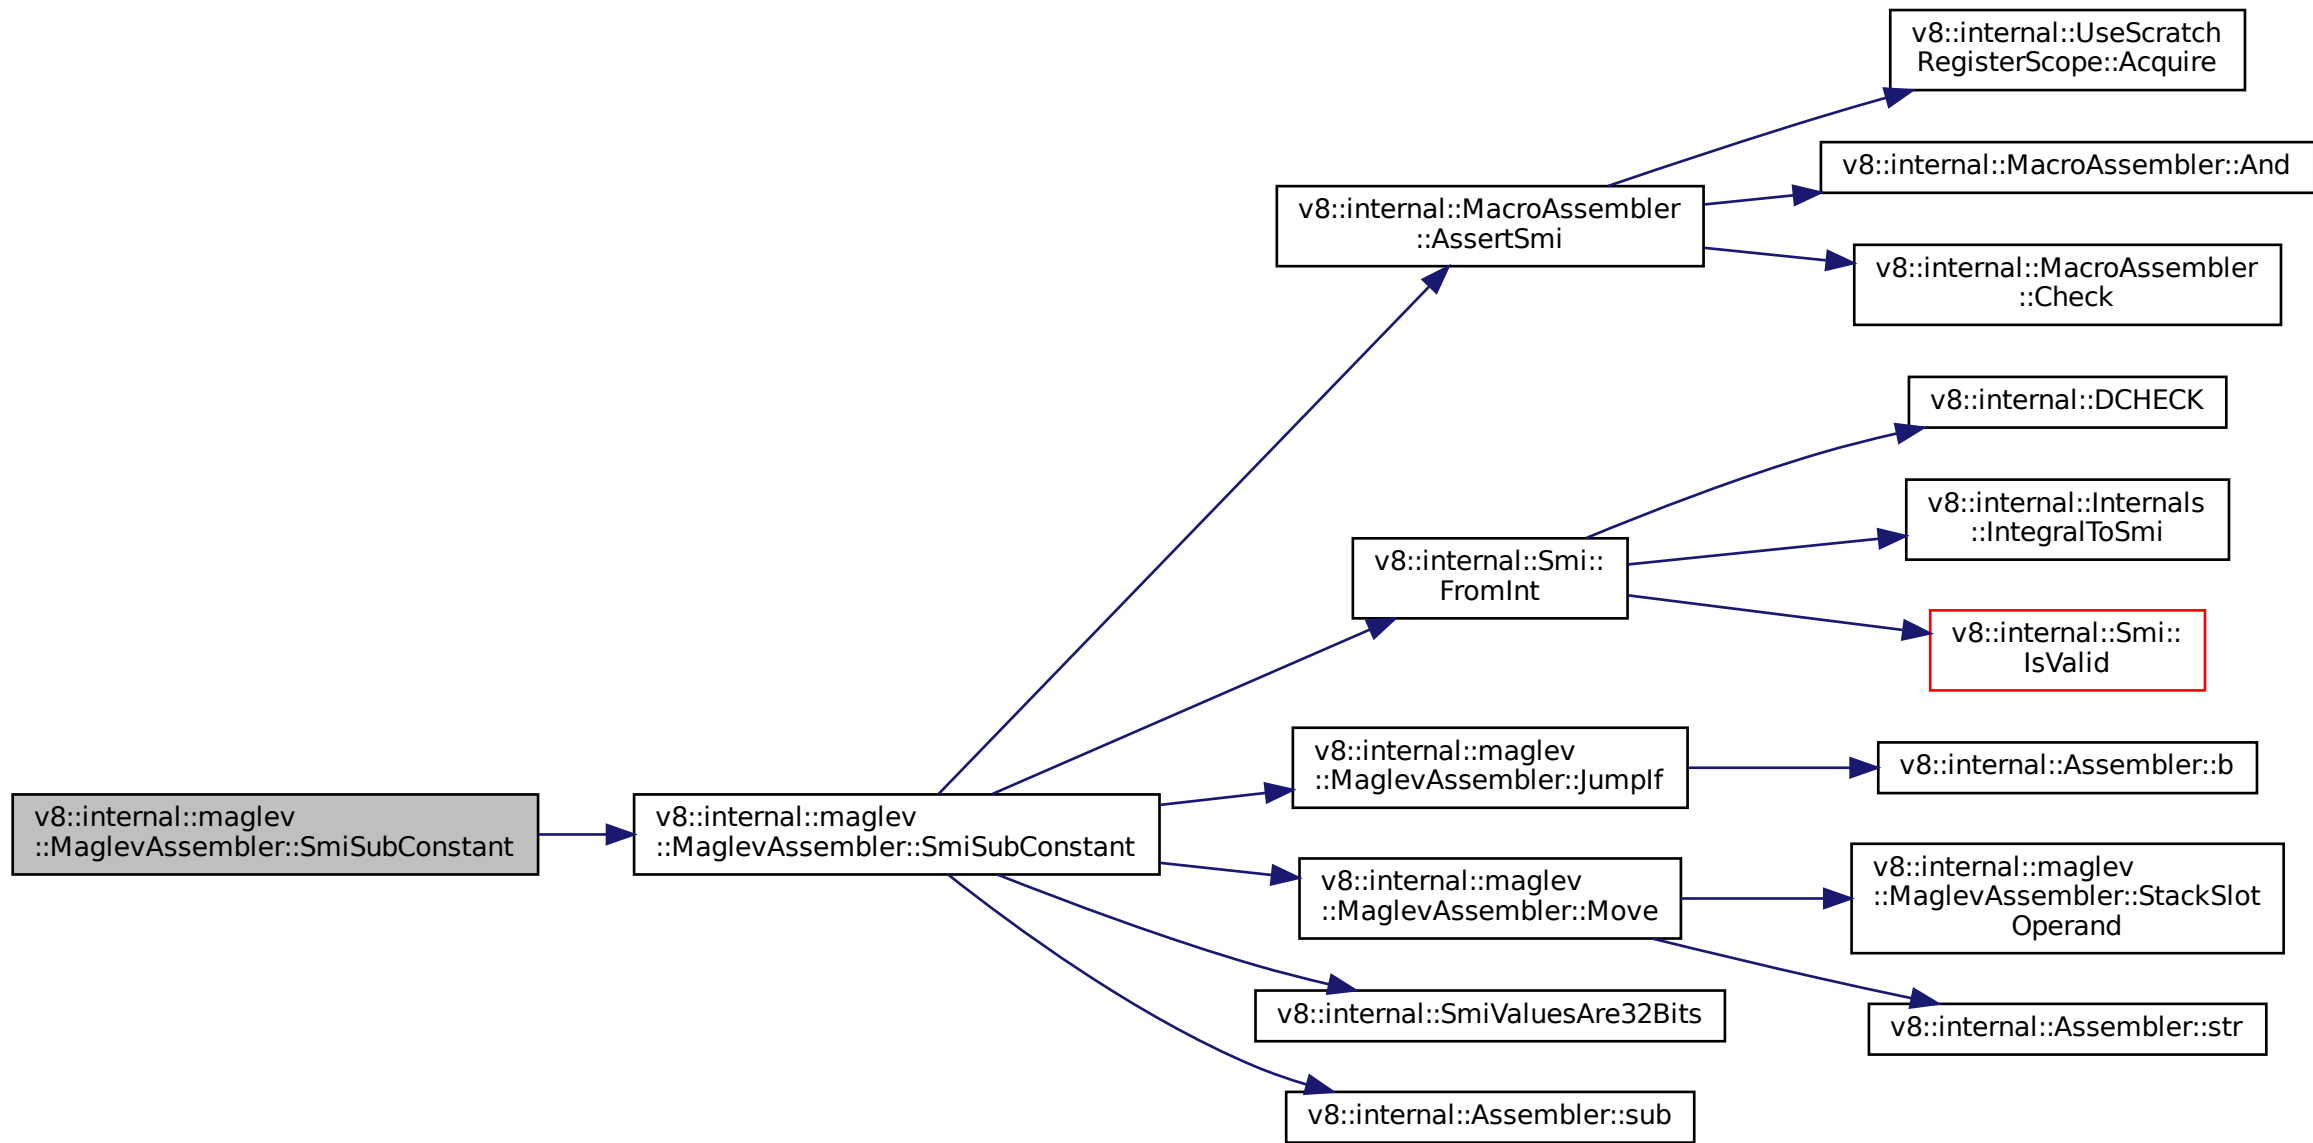 v8::internal::UseScratch
RegisterScope::Acquire
v8::internal::MacroAssembler::And
v8::internal::MacroAssembler
::AssertSmi
v8::internal::MacroAssembler
::Check
v8::internal::DCHECK
v8::internal::Internals
::IntegralToSmi
v8::internal::Smi::
FromInt
v8::internal::Smi::
IsValid
v8::internal::maglev
::MaglevAssembler::JumpIf
v8::internal::Assembler::b
v8::internal::maglev
::MaglevAssembler::SmiSubConstant
v8::internal::maglev
::MaglevAssembler::SmiSubConstant
v8::internal::maglev
::MaglevAssembler::Move
v8::internal::maglev
::MaglevAssembler::StackSlot
Operand
v8::internal::SmiValuesAre32Bits
v8::internal::Assembler::str
v8::internal::Assembler::sub